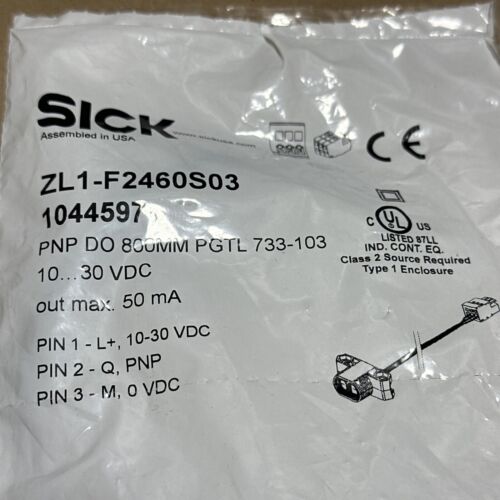 SICK
Assembled in USA
www.sickusa.com
CE
ZL1-F2460S03
1044597
PNP DO 800MM PGTL 733-103
10...30 VDC
out max. 50 mA
C UL US
LISTED 87LL
IND. CONT. EQ.
Class 2 Source Required
Type 1 Enclosure
PIN 1 - L+, 10-30 VDC
PIN 2 - Q, PNP
PIN 3 - M, 0 VDC